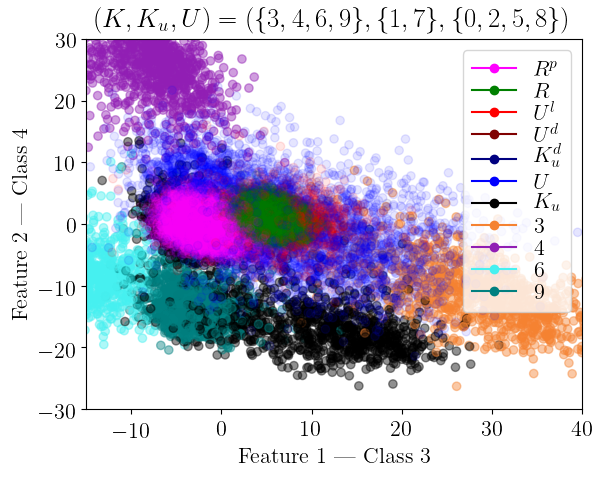 (K, K_u, U) = ({3, 4, 6, 9}, {1, 7}, {0, 2, 5, 8})
30
20
10
0
−10
−20
−30
Feature 2 — Class 4
R^p
R
U^l
U^d
K_u^d
U
K_u
3
4
6
9
−10
0
10
20
30
40
Feature 1 — Class 3